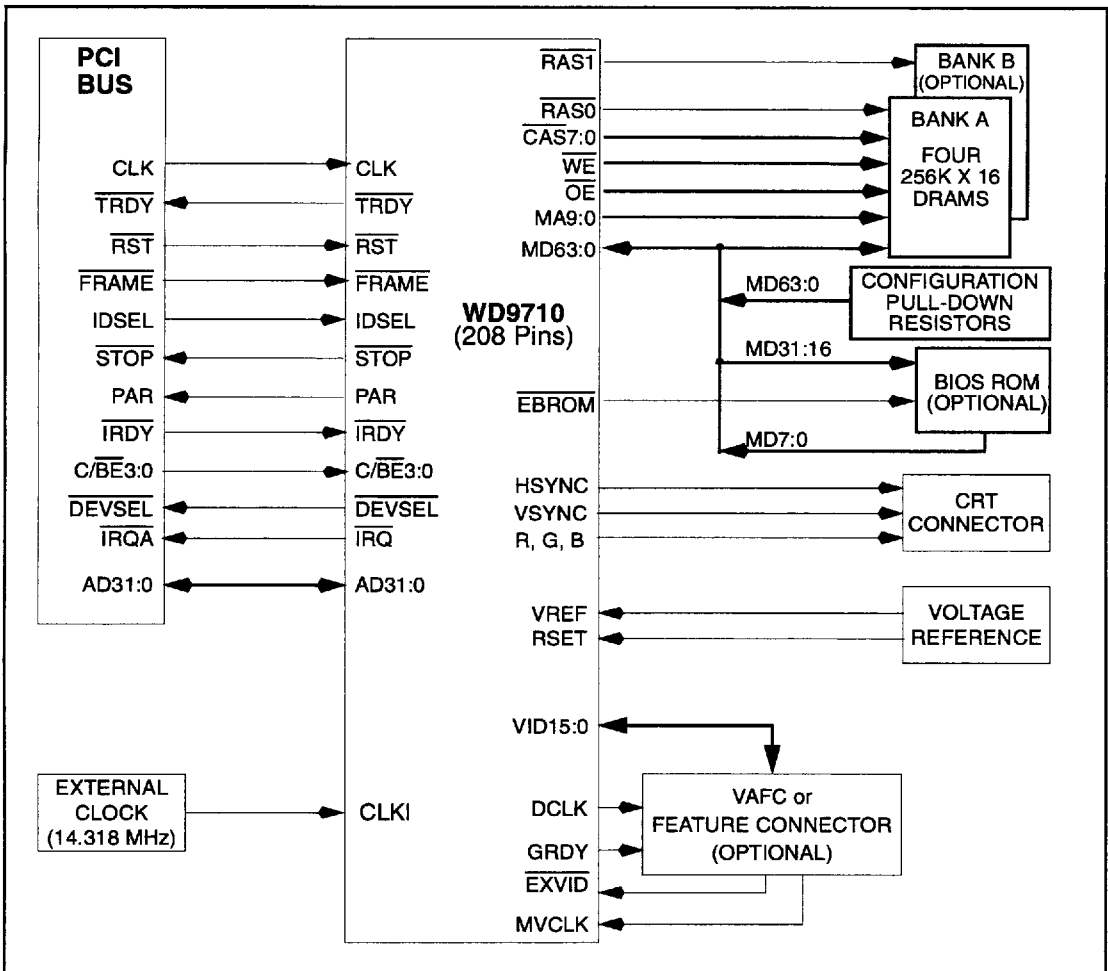 PCI
BUS
CLK
TRDY
RST
FRAME
IDSEL
STOP
PAR
IRDY
C/BE3:0
DEVSEL
IRQA
AD31:0
EXTERNAL
CLOCK
(14.318 MHz)
CLK
TRDY
RST
FRAME
IDSEL
STOP
PAR
IRDY
C/BE3:0
DEVSEL
IRQ
AD31:0
CLKI
WD9710
(208 Pins)
RAS1
RAS0
CAS7:0
WE
OE
MA9:0
MD63:0
EBROM
HSYNC
VSYNC
R, G, B
VREF
RSET
VID15:0
DCLK
GRDY
EXVID
MVCLK
BANK B
(OPTIONAL)
BANK A
FOUR
256K X 16
DRAMS
MD63:0
CONFIGURATION
PULL-DOWN
RESISTORS
MD31:16
BIOS ROM
(OPTIONAL)
MD7:0
CRT
CONNECTOR
VOLTAGE
REFERENCE
VAFC or
FEATURE CONNECTOR
(OPTIONAL)